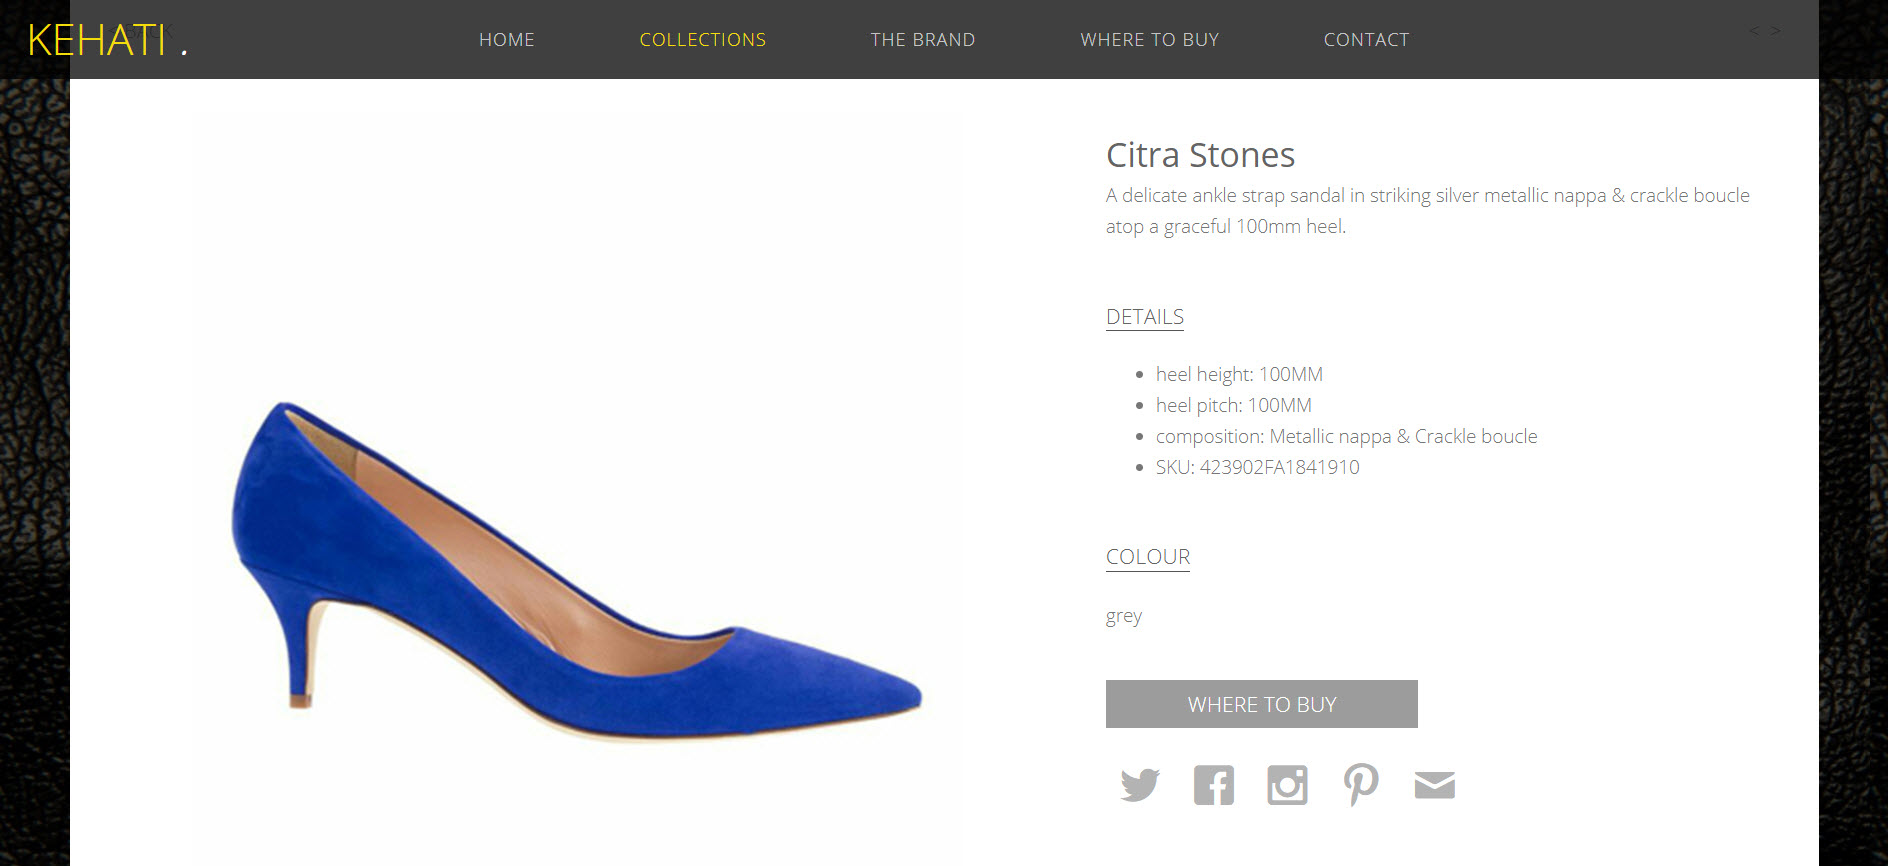 KEHATI .
BACK
HOME
COLLECTIONS
THE BRAND
WHERE TO BUY
CONTACT
< >
Citra Stones
A delicate ankle strap sandal in striking silver metallic nappa & crackle boucle
atop a graceful 100mm heel.
DETAILS
heel height: 100MM
heel pitch: 100MM
composition: Metallic nappa & Crackle boucle
SKU: 423902FA1841910
COLOUR
grey
WHERE TO BUY